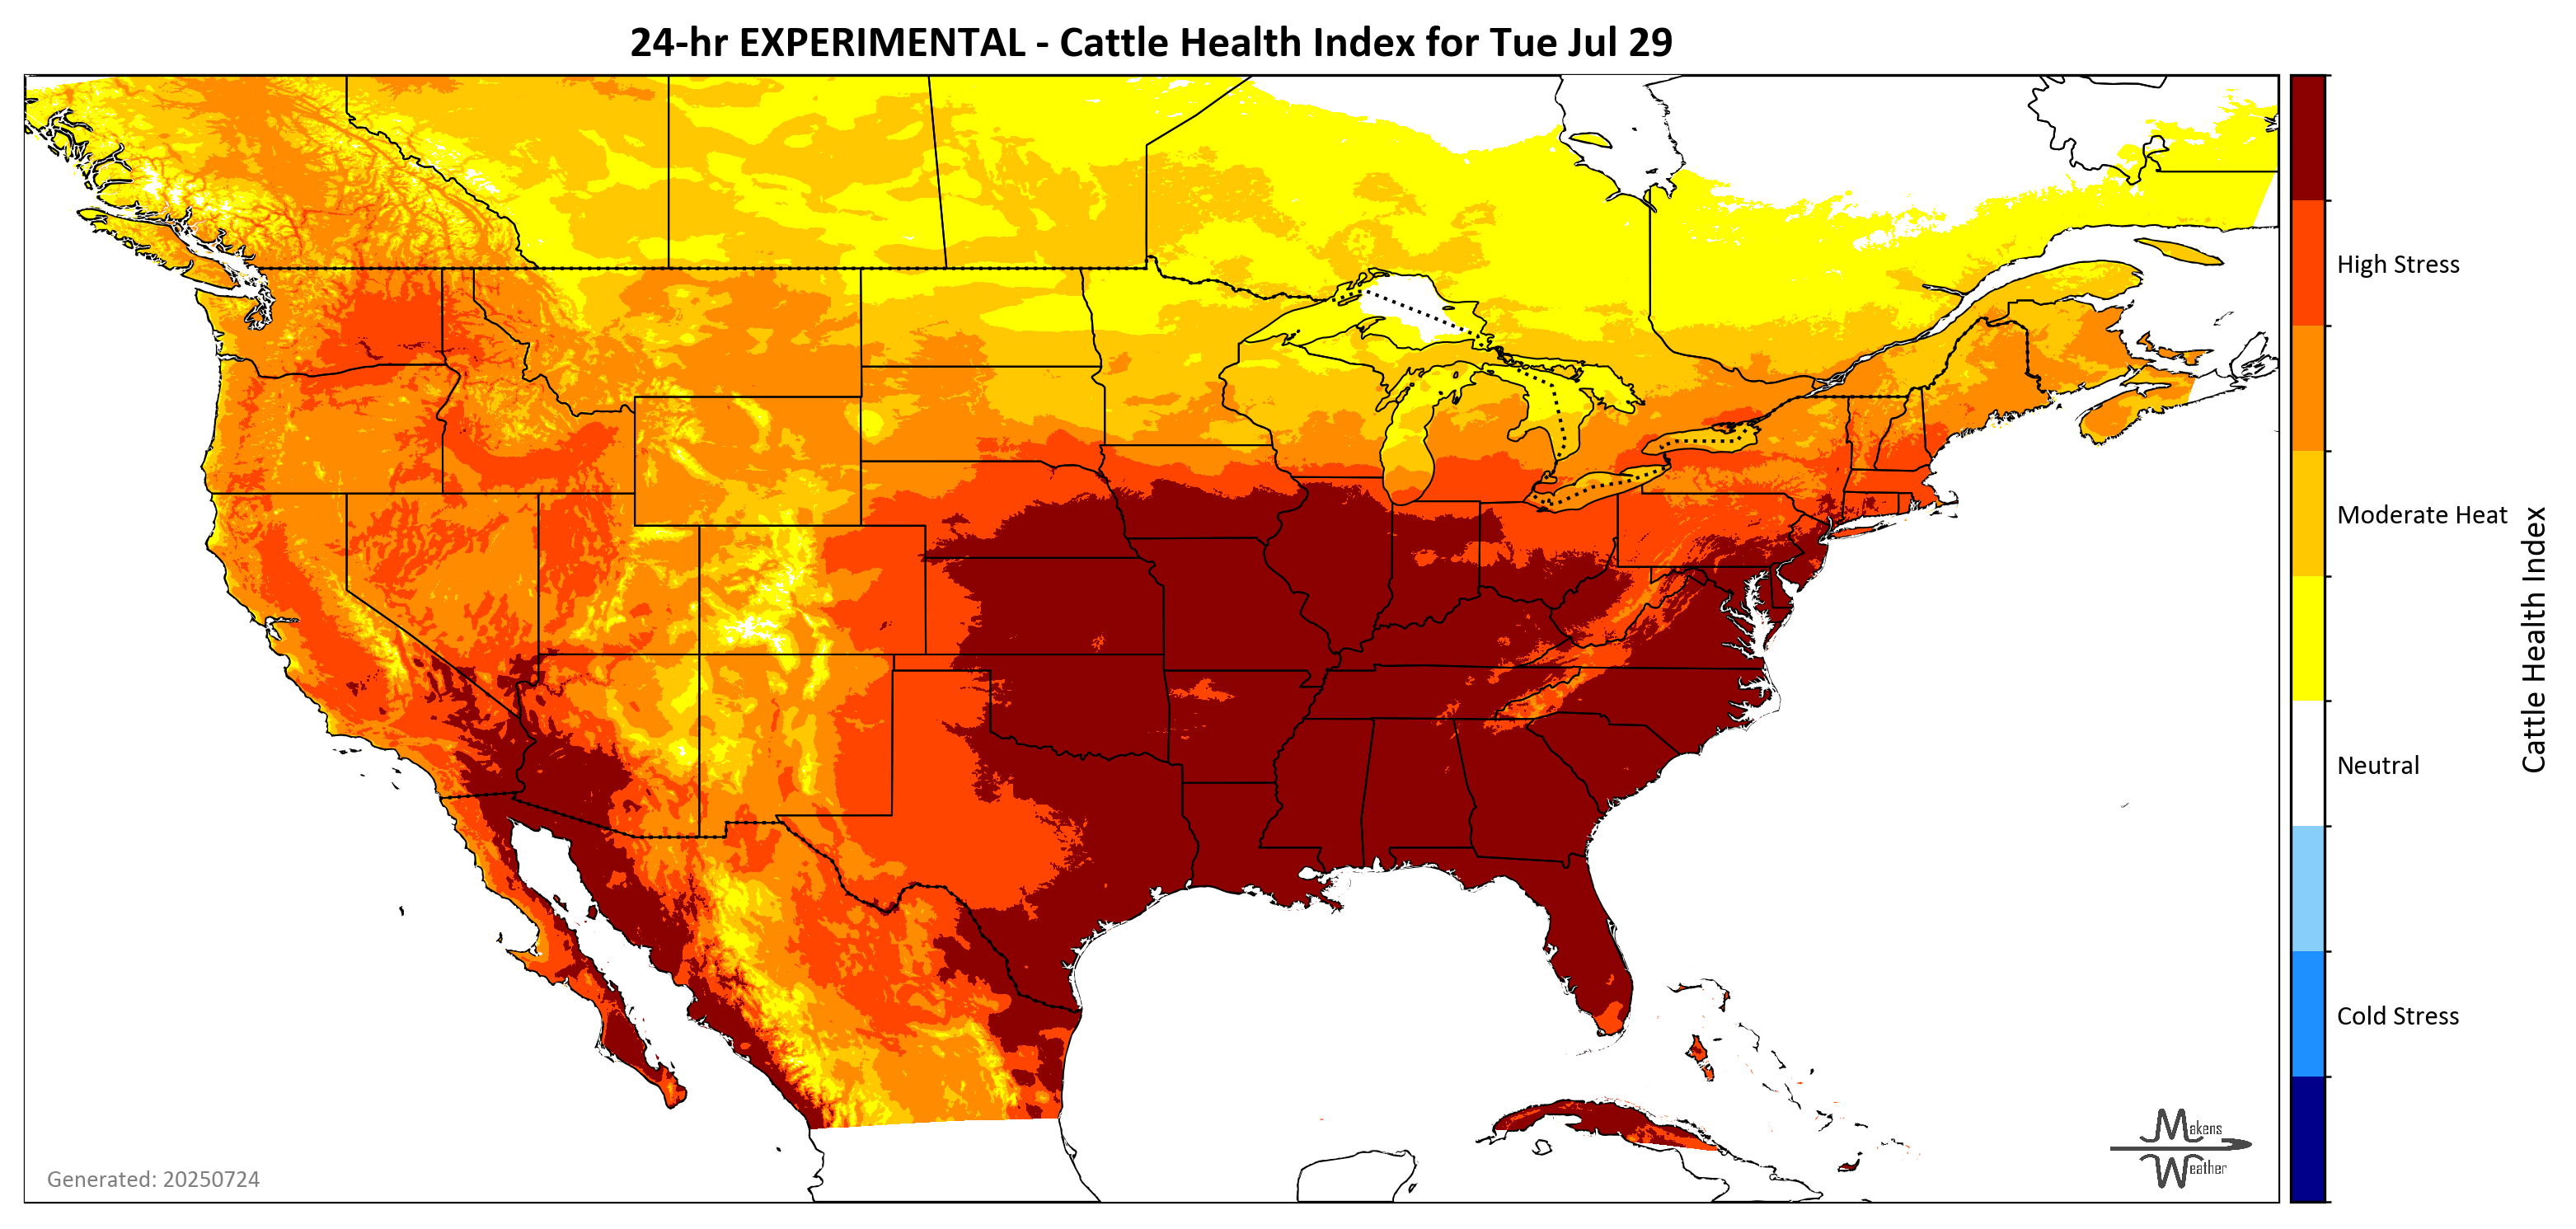 24-hr EXPERIMENTAL - Cattle Health Index for Tue Jul 29
High Stress
Moderate Heat
Neutral
Cold Stress
Cattle Health Index
Makens
Weather
Generated: 20250724